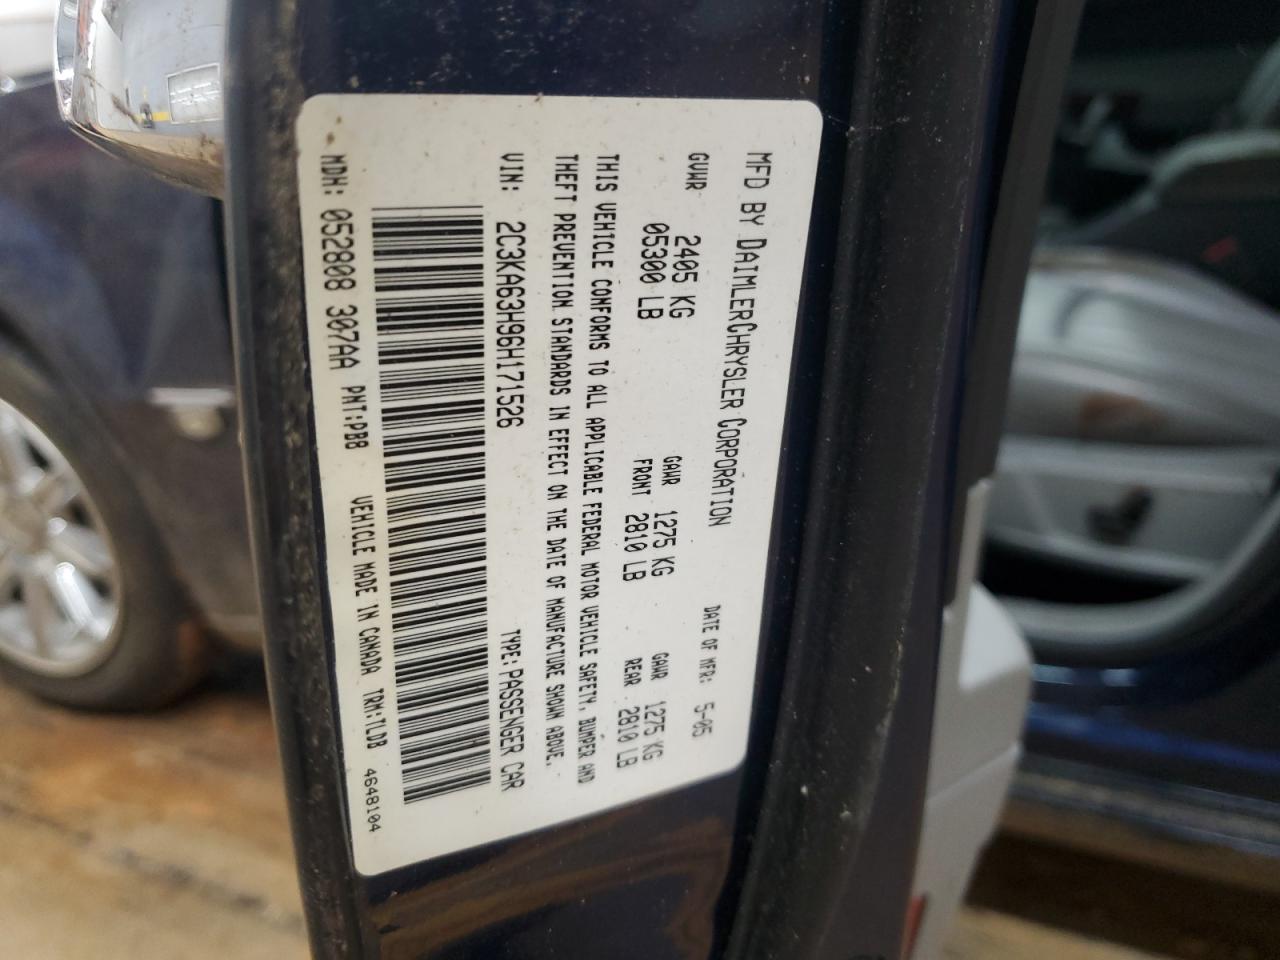 MFD BY DAIMLERCHRYSLER CORPORATION DATE OF MFR: 5-05
GVWR 2405 KG GAWR 1275 KG GAWR 1275 KG
05300 LB FRONT 2810 LB REAR 2810 LB
THIS VEHICLE CONFORMS TO ALL APPLICABLE FEDERAL MOTOR VEHICLE SAFETY, BUMPER AND
THEFT PREVENTION STANDARDS IN EFFECT ON THE DATE OF MANUFACTURE SHOWN ABOVE.
VIN: 2C3KA63H96H171526 TYPE: PASSENGER CAR
MDH: 052808 307AA PNT:PB8 VEHICLE MADE IN CANADA TRM:TLDB 4648104